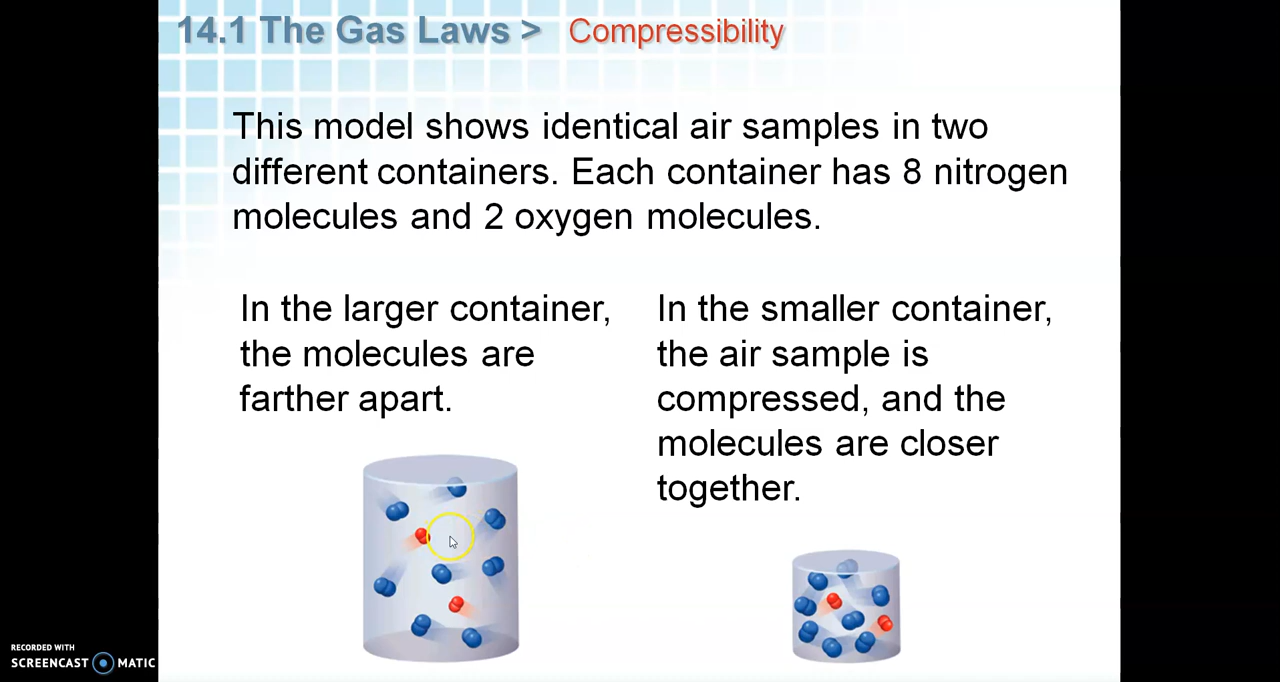 14.1 The Gas Laws > Compressibility
This model shows identical air samples in two
different containers. Each container has 8 nitrogen
molecules and 2 oxygen molecules.
In the larger container,
the molecules are
farther apart.
In the smaller container,
the air sample is
compressed, and the
molecules are closer
together.
RECORDED WITH
SCREENCAST MATIC